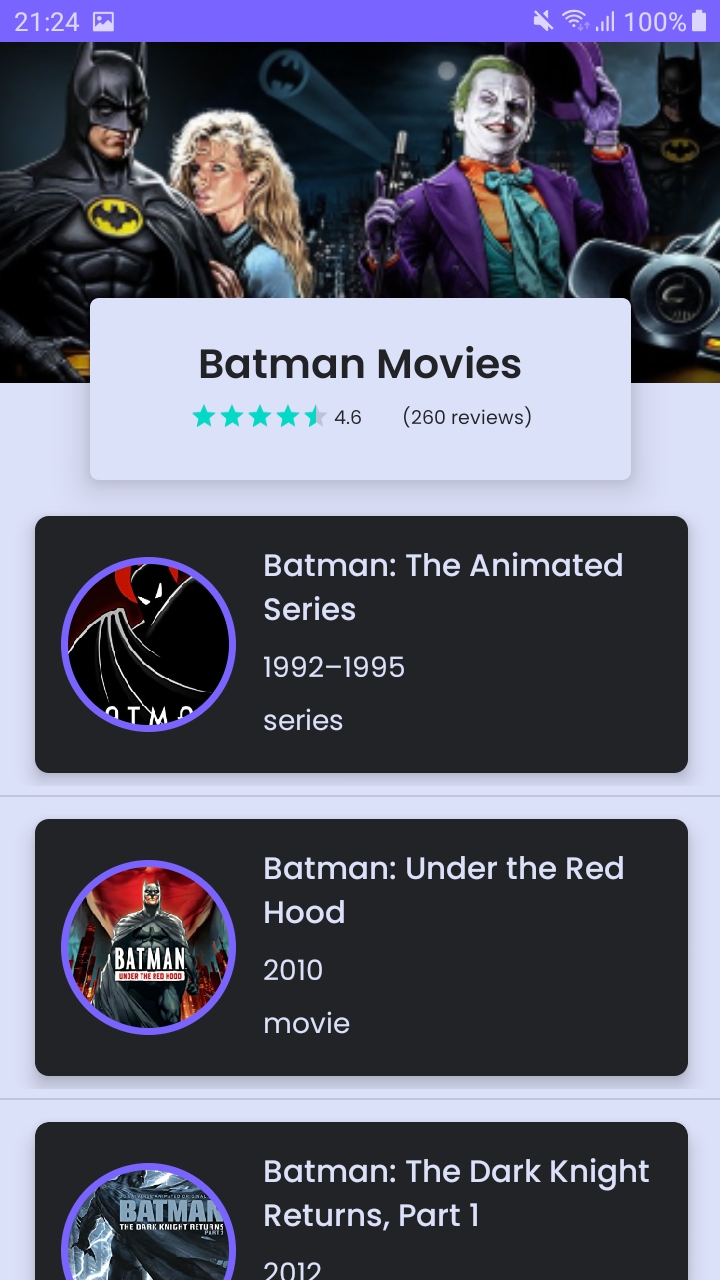 21:24 100%
Batman Movies
4.6 (260 reviews)
Batman: The Animated
Series
1992–1995
series
Batman: Under the Red
Hood
2010
movie
BATMAN
UNDER THE RED HOOD
Batman: The Dark Knight
Returns, Part 1
2012
BATMAN
THE DARK KNIGHT RETURNS
PART 1